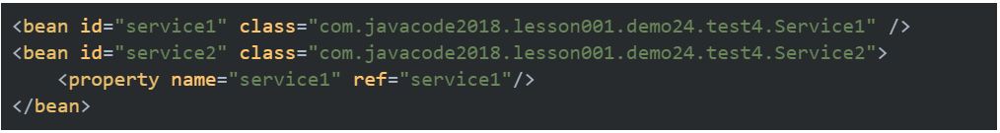 <bean id="service1" class="com.javacode2018.lesson001.demo24.test4.Service1" />
<bean id="service2" class="com.javacode2018.lesson001.demo24.test4.Service2">
    <property name="service1" ref="service1"/>
</bean>